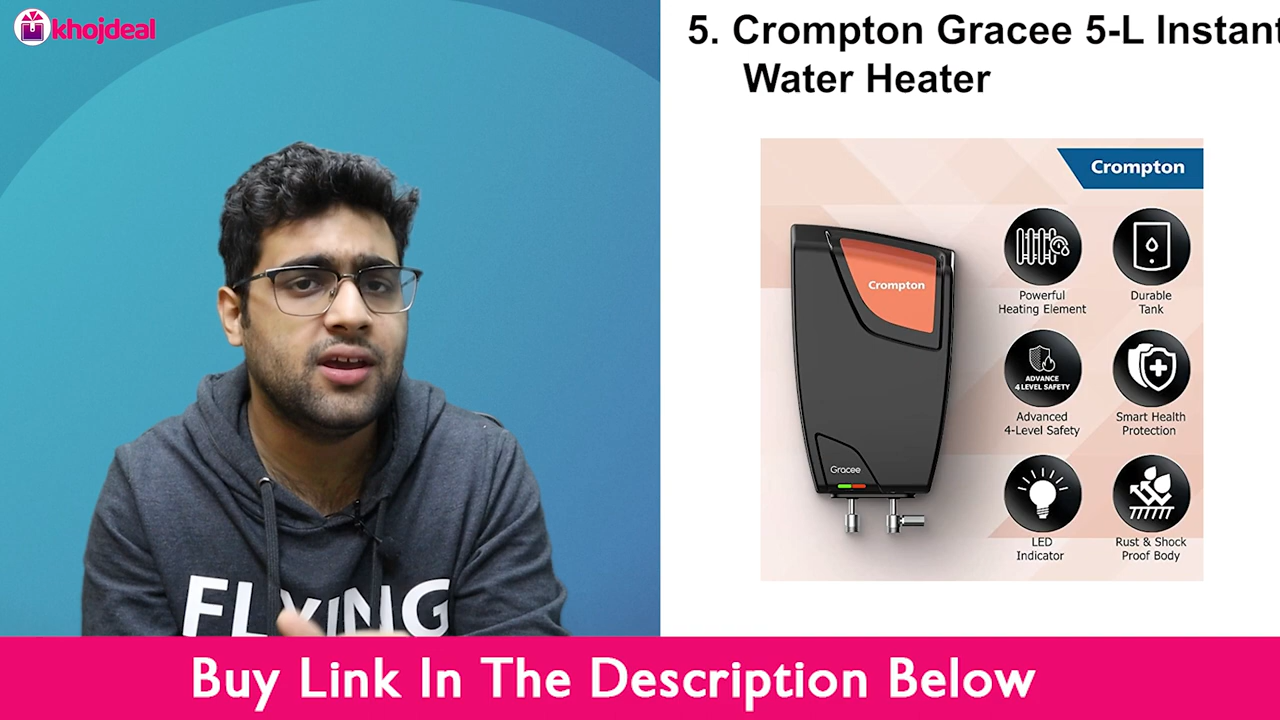 khojdeal
5. Crompton Gracee 5-L Instant
Water Heater
Crompton
Crompton
Gracee
Powerful
Heating Element
Durable
Tank
ADVANCE
4 LEVEL SAFETY
Advanced
4-Level Safety
Smart Health
Protection
LED
Indicator
Rust & Shock
Proof Body
FLYING
Buy Link In The Description Below